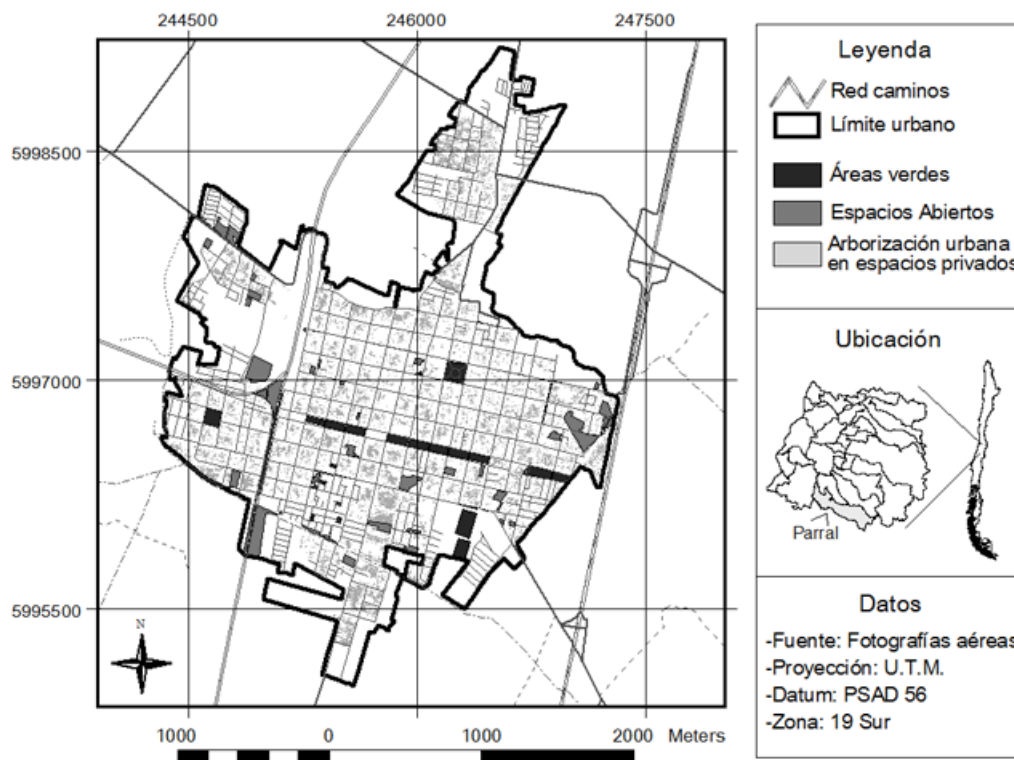 244500 246000 247500
5998500
5997000
5995500
N
1000 0 1000 2000 Meters
Leyenda
Red caminos
Límite urbano
Áreas verdes
Espacios Abiertos
Arborización urbana
en espacios privados
Ubicación
Parral
Datos
-Fuente: Fotografías aéreas
-Proyección: U.T.M.
-Datum: PSAD 56
-Zona: 19 Sur